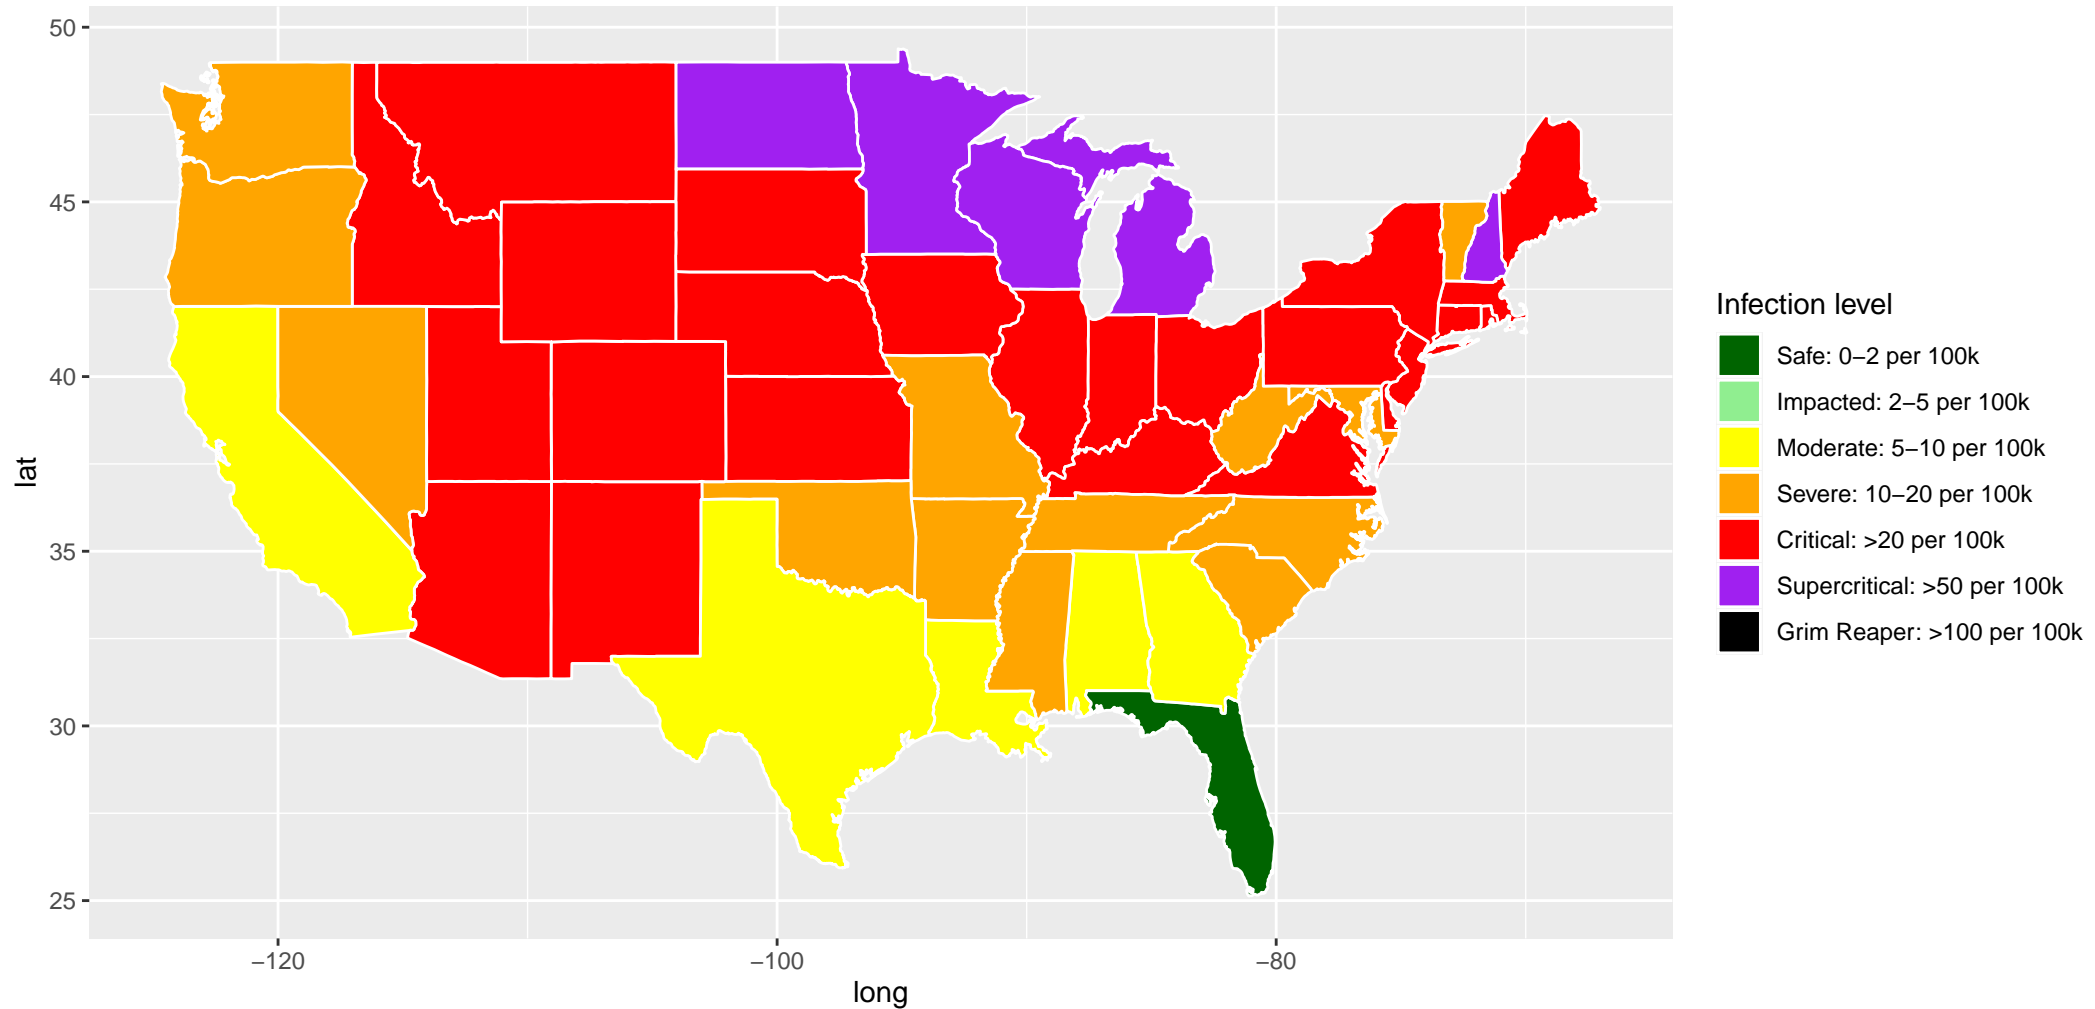 50
45
40
35
30
25
lat
−120
−100
−80
long
Infection level
Safe: 0−2 per 100k
Impacted: 2−5 per 100k
Moderate: 5−10 per 100k
Severe: 10−20 per 100k
Critical: >20 per 100k
Supercritical: >50 per 100k
Grim Reaper: >100 per 100k